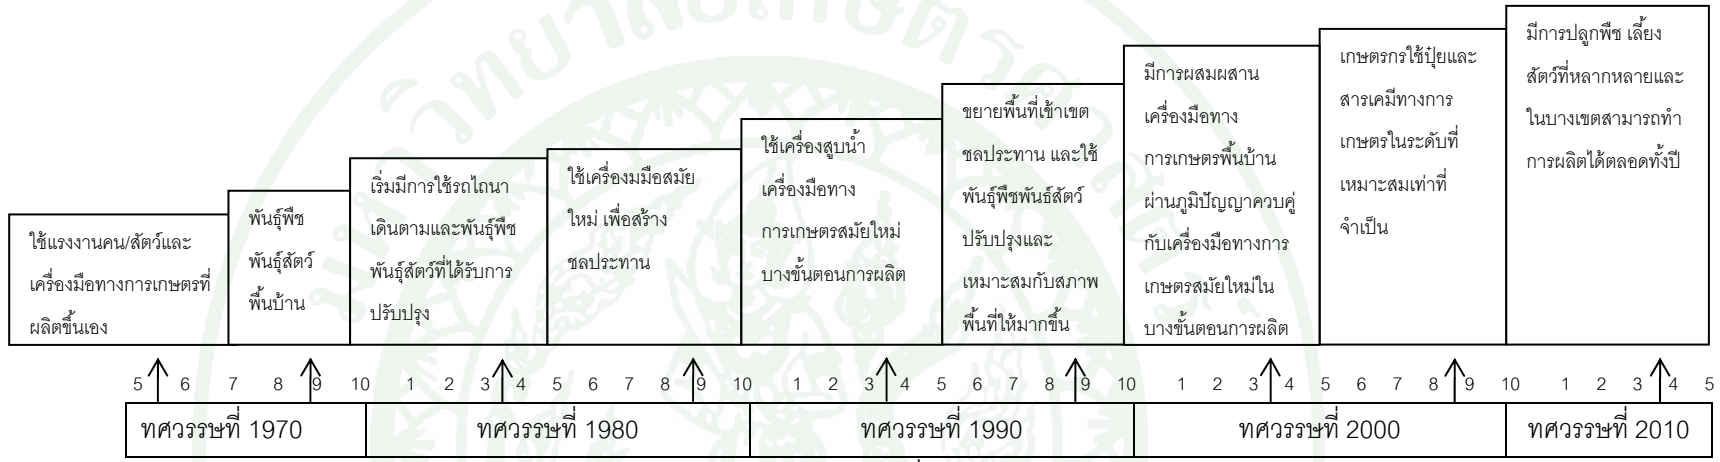 มหาวิทยาลัยเกษตรศาสตร์
ใช้แรงงานคน/สัตว์และ
เครื่องมือทางการเกษตรที่
ผลิตขึ้นเอง
พันธุ์พืช
พันธุ์สัตว์
พื้นบ้าน
เริ่มมีการใช้รถไถนา
เดินตามและพันธุ์พืช
พันธุ์สัตว์ที่ได้รับการ
ปรับปรุง
ใช้เครื่องมมือสมัย
ใหม่ เพื่อสร้าง
ชลประทาน
ใช้เครื่องสูบน้ำ
เครื่องมือทาง
การเกษตรสมัยใหม่
บางขั้นตอนการผลิต
ขยายพื้นที่เข้าเขต
ชลประทาน และใช้
พันธุ์พืชพันธ์สัตว์
ปรับปรุงและ
เหมาะสมกับสภาพ
พื้นที่ให้มากขึ้น
มีการผสมผสาน
เครื่องมือทาง
การเกษตรพื้นบ้าน
ผ่านภูมิปัญญาควบคู่
กับเครื่องมือทางการ
เกษตรสมัยใหม่ใน
บางขั้นตอนการผลิต
เกษตรกรใช้ปุ๋ยและ
สารเคมีทางการ
เกษตรในระดับที่
เหมาะสมเท่าที่
จำเป็น
มีการปลูกพืช เลี้ยง
สัตว์ที่หลากหลายและ
ในบางเขตสามารถทำ
การผลิตได้ตลอดทั้งปี
5 6 7 8 9 10 1 2 3 4 5 6 7 8 9 10 1 2 3 4 5 6 7 8 9 10 1 2 3 4 5 6 7 8 9 10 1 2 3 4 5
ทศวรรษที่ 1970 ทศวรรษที่ 1980 ทศวรรษที่ 1990 ทศวรรษที่ 2000 ทศวรรษที่ 2010